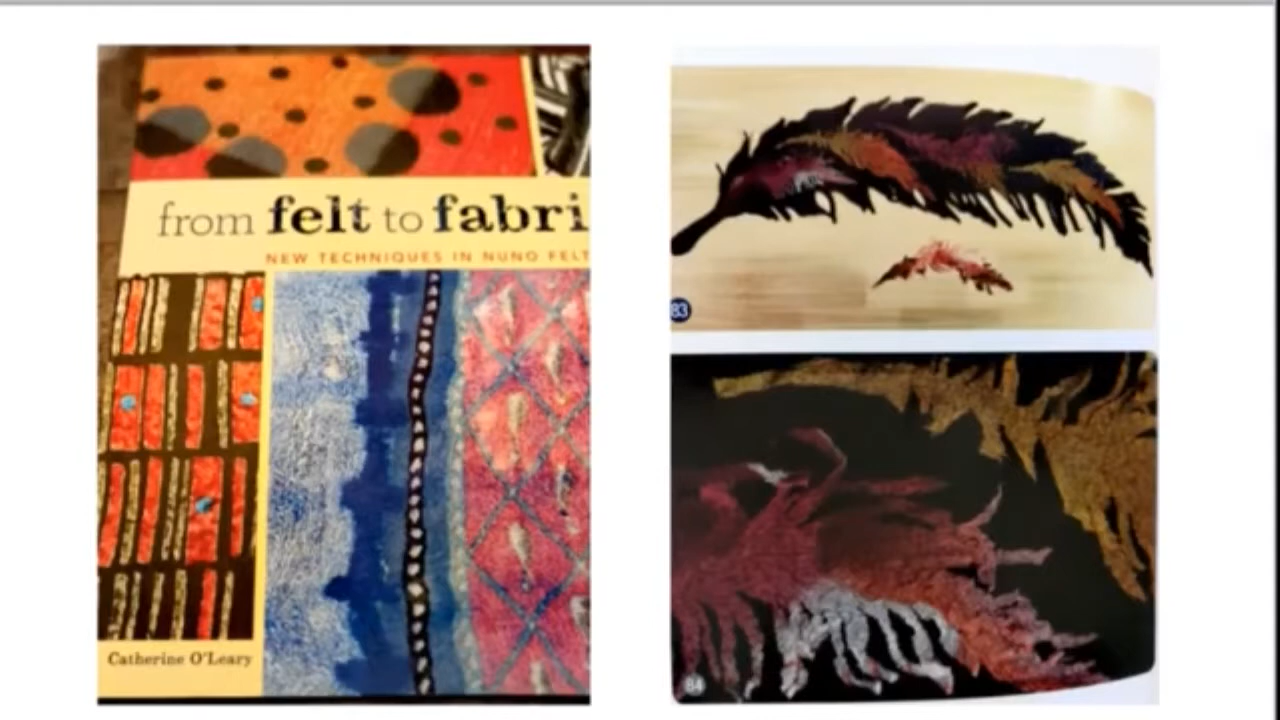 from felt to fabri
NEW TECHNIQUES IN NUNO FELT
Catherine O'Leary
83
84